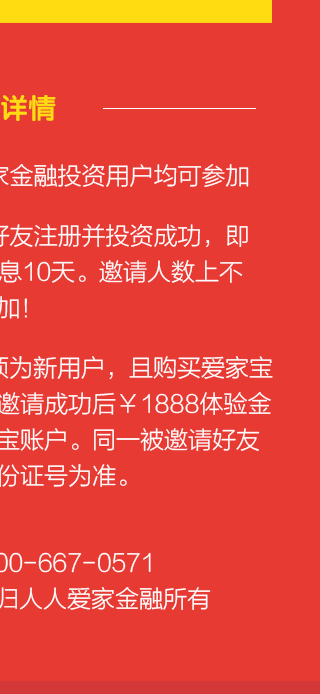 详情
家金融投资用户均可参加
好友注册并投资成功，即
息10天。邀请人数上不
加！
须为新用户，且购买爱家宝
邀请成功后￥1888体验金
宝账户。同一被邀请好友
份证号为准。
00-667-0571
归人人爱家金融所有